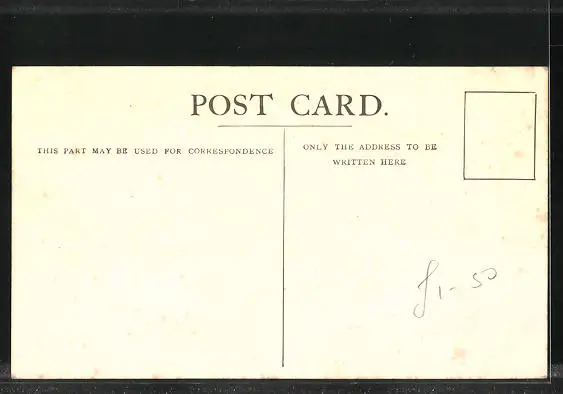 POST CARD.
THIS PART MAY BE USED FOR CORRESPONDENCE
ONLY THE ADDRESS TO BE
WRITTEN HERE
£1-50